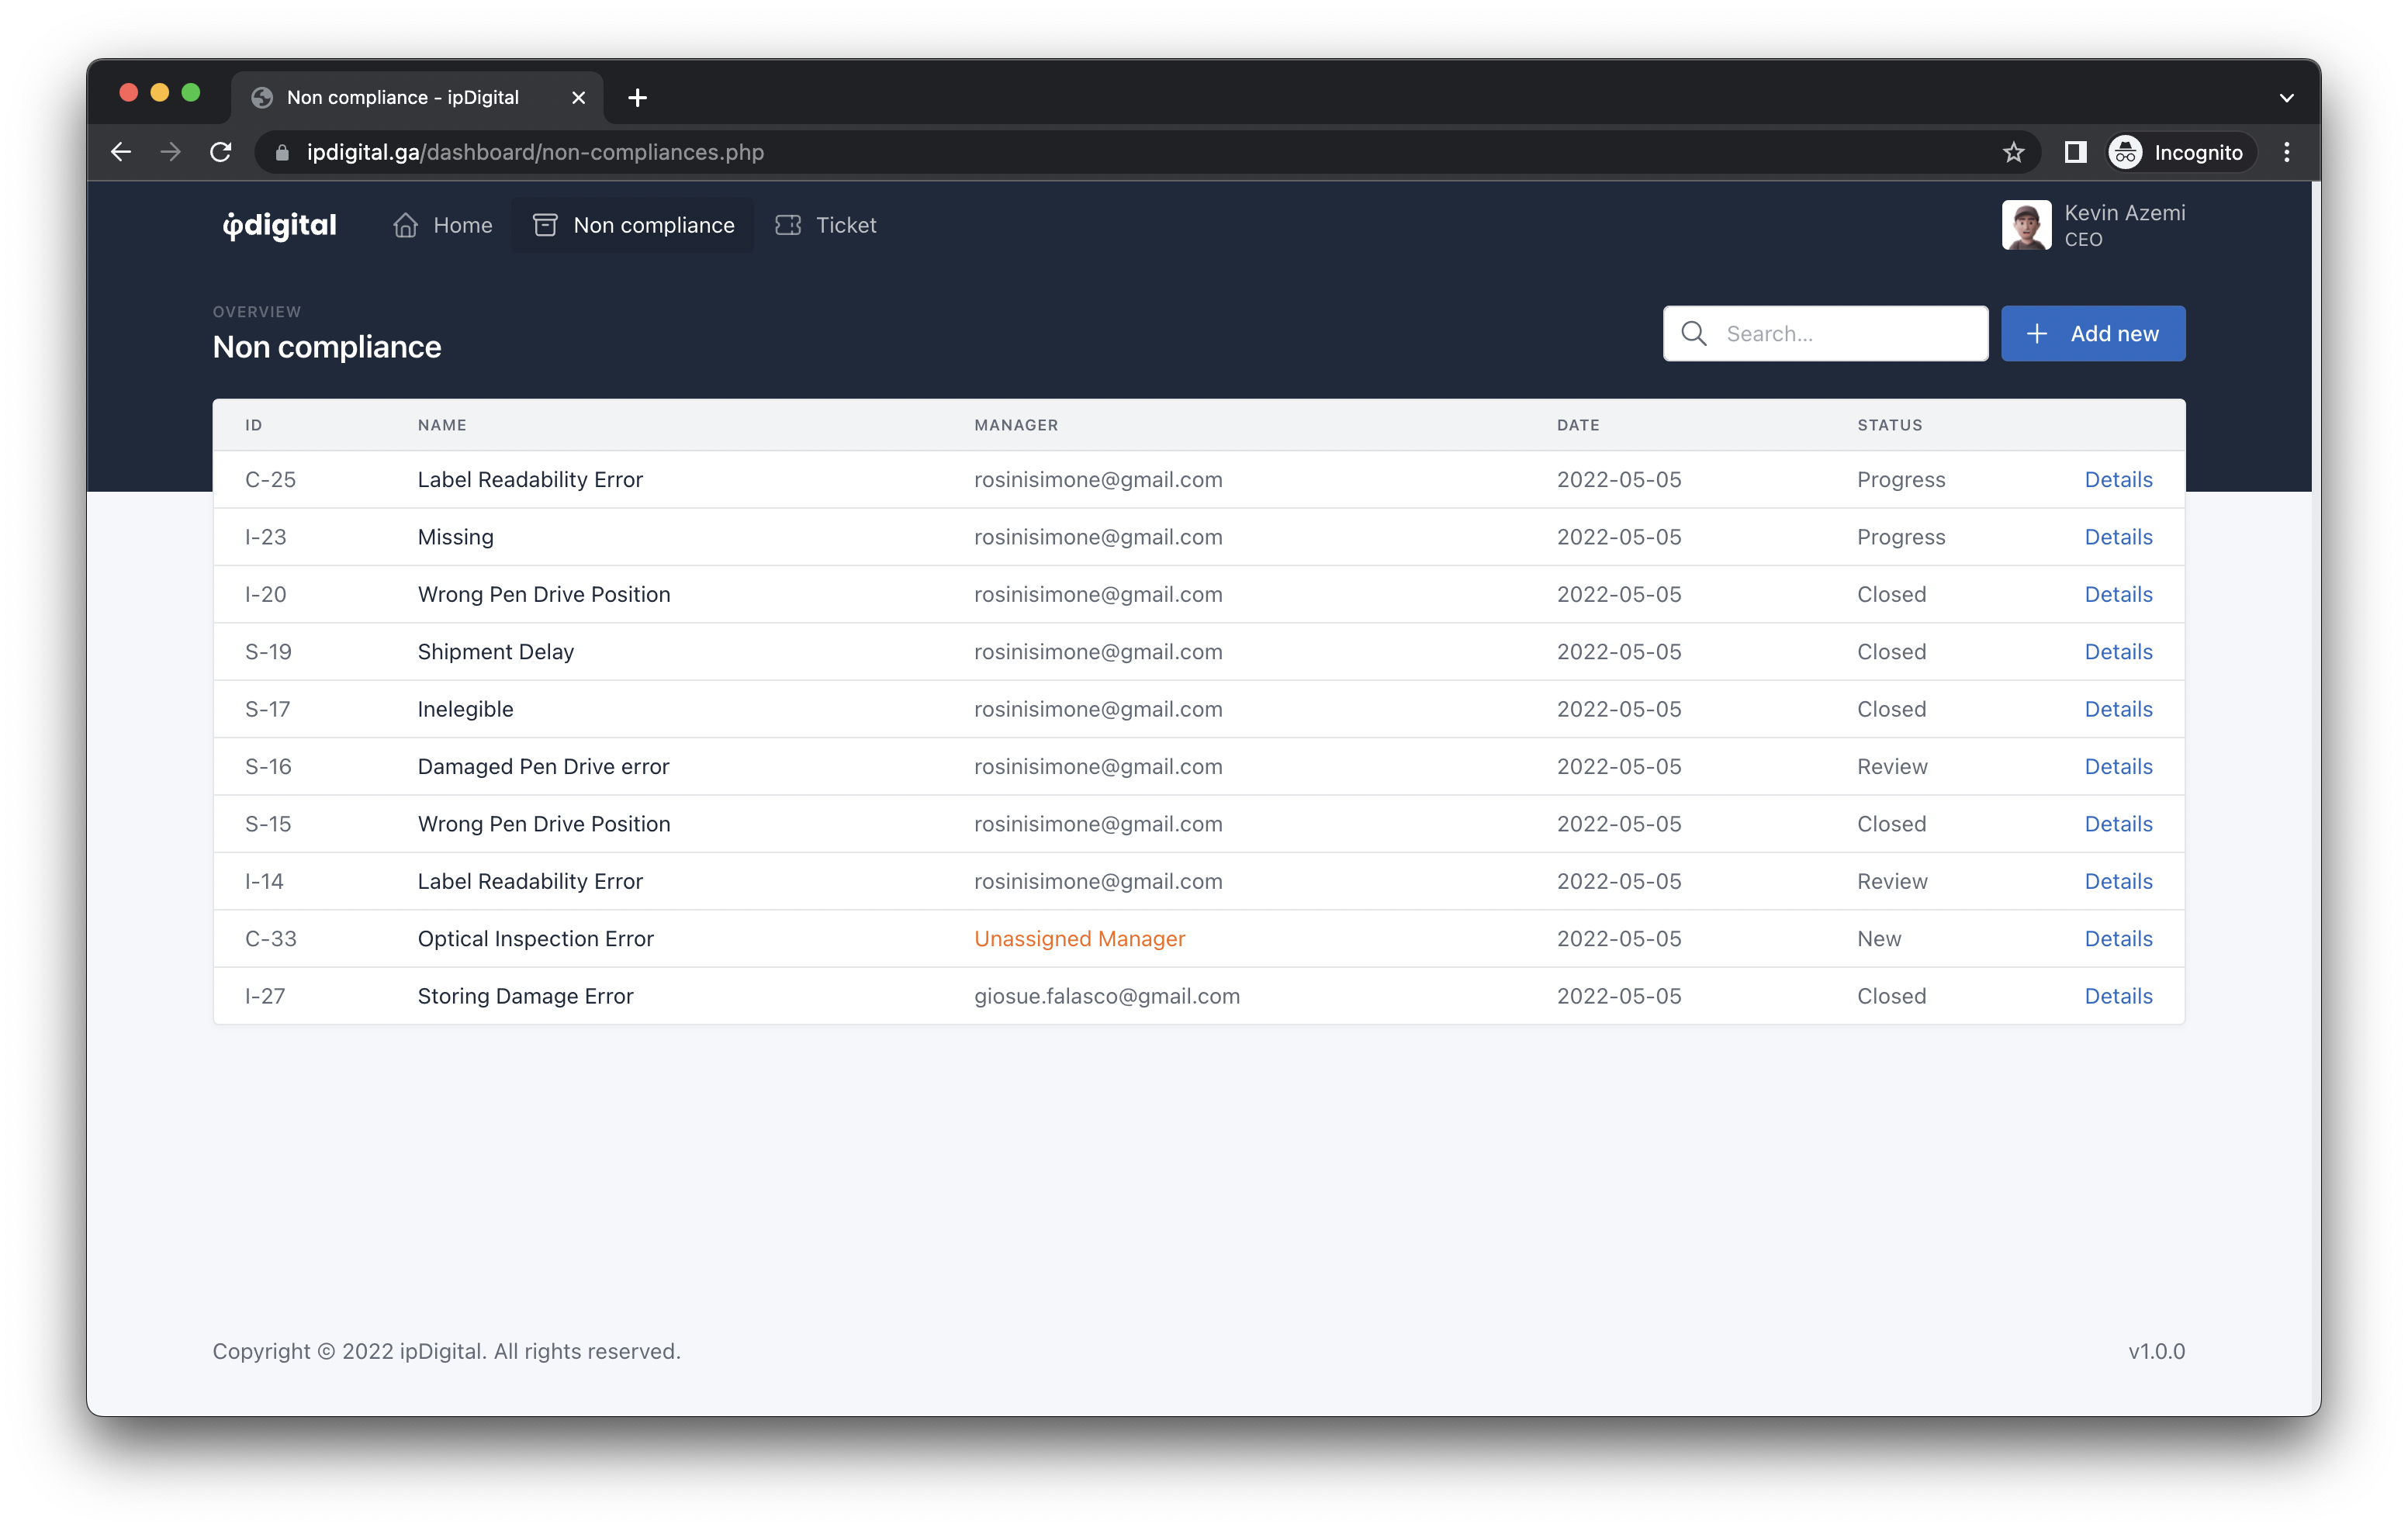 Non compliance - ipDigital
ipdigital.ga/dashboard/non-compliances.php
Incognito
ipdigital
Home
Non compliance
Ticket
Kevin Azemi
CEO
OVERVIEW
Non compliance
Search...
Add new
ID NAME MANAGER DATE STATUS
C-25 Label Readability Error rosinisimone@gmail.com 2022-05-05 Progress Details
I-23 Missing rosinisimone@gmail.com 2022-05-05 Progress Details
I-20 Wrong Pen Drive Position rosinisimone@gmail.com 2022-05-05 Closed Details
S-19 Shipment Delay rosinisimone@gmail.com 2022-05-05 Closed Details
S-17 Inelegible rosinisimone@gmail.com 2022-05-05 Closed Details
S-16 Damaged Pen Drive error rosinisimone@gmail.com 2022-05-05 Review Details
S-15 Wrong Pen Drive Position rosinisimone@gmail.com 2022-05-05 Closed Details
I-14 Label Readability Error rosinisimone@gmail.com 2022-05-05 Review Details
C-33 Optical Inspection Error Unassigned Manager 2022-05-05 New Details
I-27 Storing Damage Error giosue.falasco@gmail.com 2022-05-05 Closed Details
Copyright © 2022 ipDigital. All rights reserved.
v1.0.0